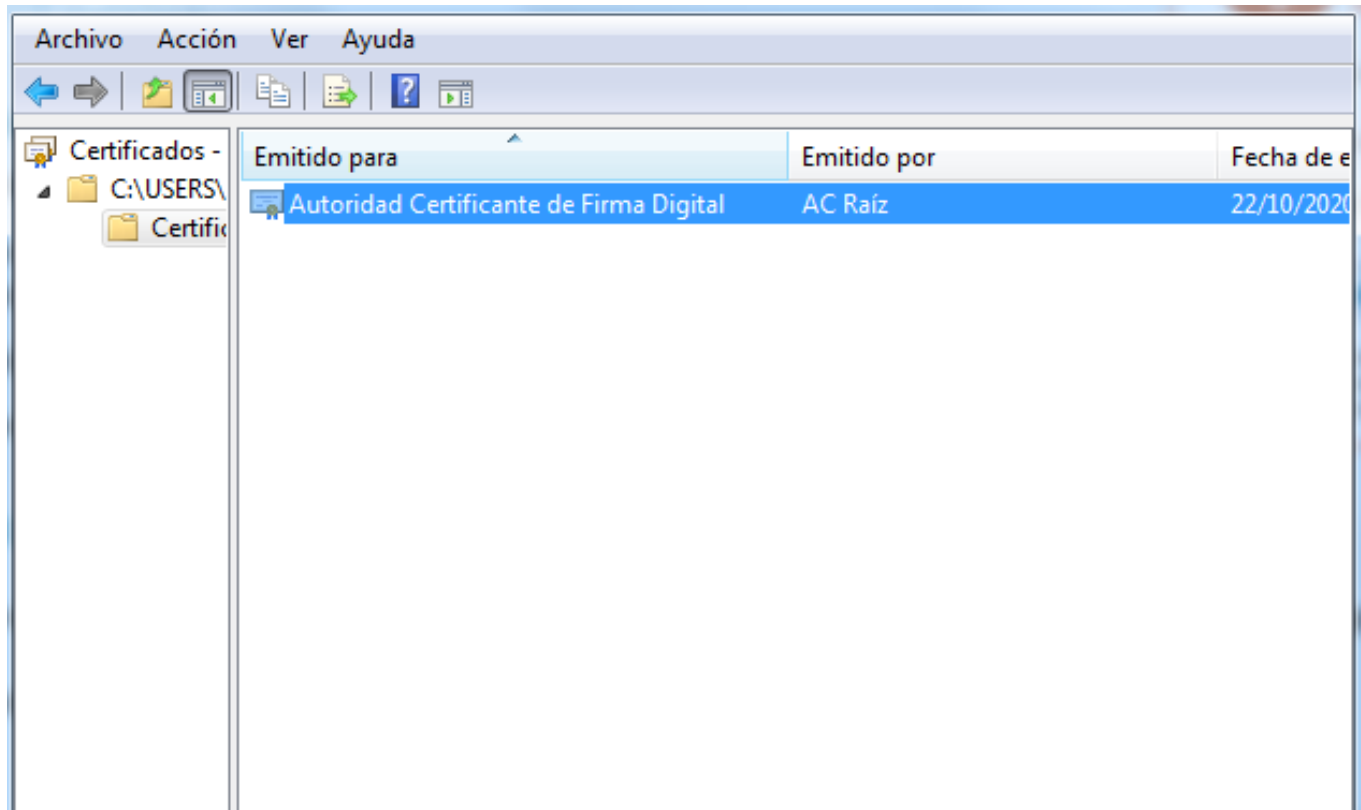 Archivo Acción Ver Ayuda
Certificados -
C:\USERS\
Certific
Emitido para Emitido por Fecha de e
Autoridad Certificante de Firma Digital AC Raíz 22/10/2020